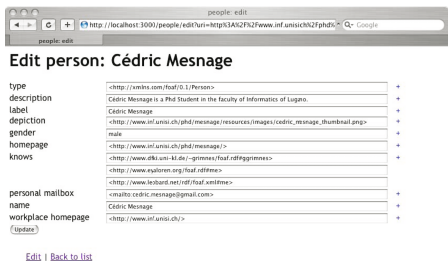 people: edit
http://localhost:3000/people/edit?uri=http%3A%2F%2Fwww.inf.unisich%2Fphd%
Google
people: edit
Edit person: Cédric Mesnage
type <http://xmlns.com/foaf/0.1/Person> +
description Cédric Mesnage is a Phd Student in the faculty of Informatics of Lugano. +
label Cédric Mesnage +
depiction <http://www.inf.unisi.ch/phd/mesnage/resources/images/cedric_mesnage_thumbnail.png> +
gender male +
homepage <http://www.inf.unisi.ch/phd/mesnage/> +
knows <http://www.dfki.uni-kl.de/~grimnes/foaf.rdf#ggrimnes> +
<http://www.eyaloren.org/foaf.rdf#me>
<http://www.lexbard.net/rdf/foaf.xml#me>
personal mailbox <mailto:cedric.mesnage@gmail.com> +
name Cédric Mesnage +
workplace homepage <http://www.inf.unisi.ch/> +
Update
Edit | Back to list